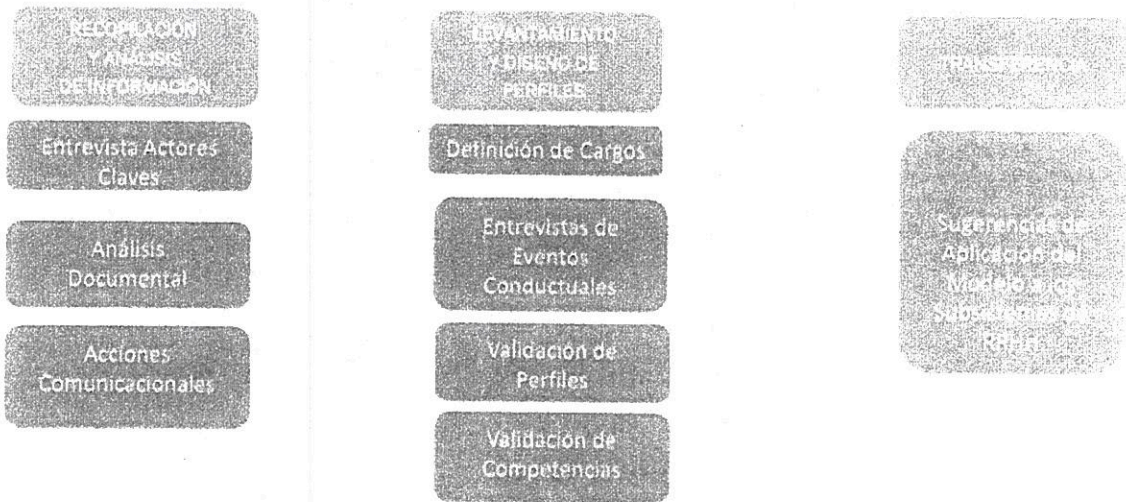 RECOPILACIÓN
Y ANÁLISIS
DE INFORMACIÓN
Entrevista Actores
Claves
Análisis
Documental
Acciones
Comunicacionales
LEVANTAMIENTO
Y DISEÑO DE
PERFILES
Definición de Cargos
Entrevistas de
Eventos
Conductuales
Validación de
Perfiles
Validación de
Competencias
TRANSFERENCIA
Sugerencias de
Aplicación del
Modelo a los
Subsistemas de
RRHH